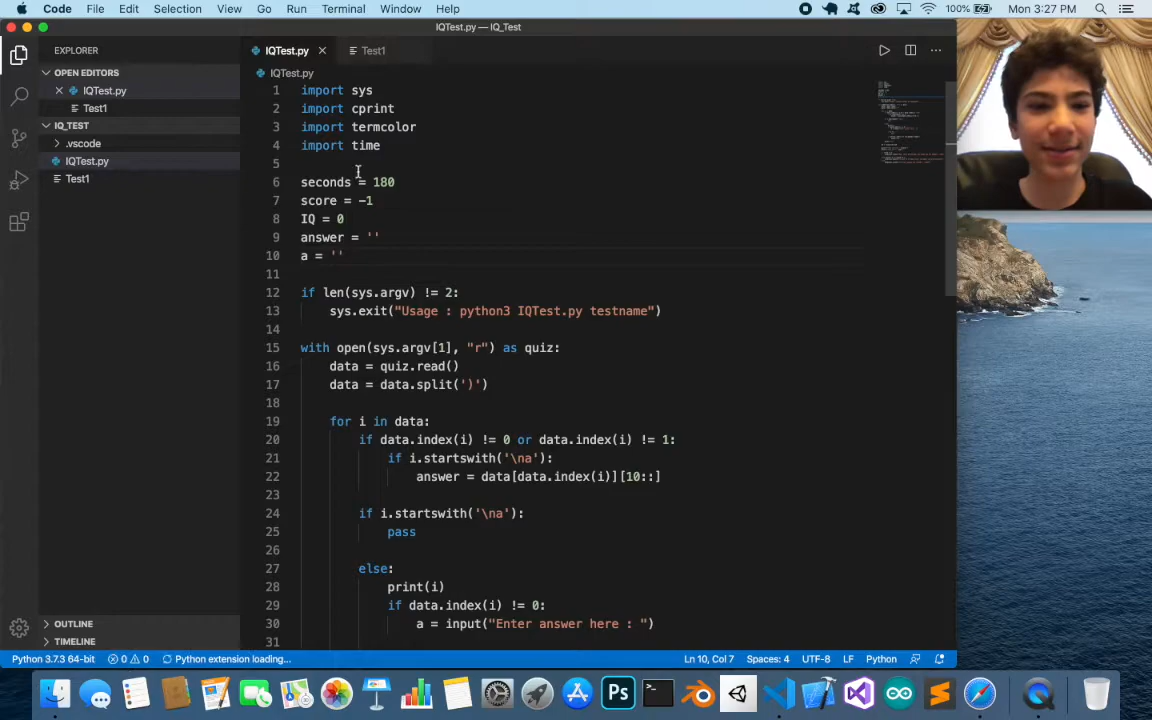 Code File Edit Selection View Go Run Terminal Window Help 100% Mon 3:27 PM
IQTest.py — IQ_Test
EXPLORER
OPEN EDITORS
IQTest.py
Test1
IQ_TEST
.vscode
IQTest.py
Test1
OUTLINE
TIMELINE
IQTest.py Test1
IQTest.py
1 import sys
2 import cprint
3 import termcolor
4 import time
5
6 seconds = 180
7 score = -1
8 IQ = 0
9 answer = ''
10 a = ''
11
12 if len(sys.argv) != 2:
13 sys.exit("Usage : python3 IQTest.py testname")
14
15 with open(sys.argv[1], "r") as quiz:
16 data = quiz.read()
17 data = data.split(')')
18
19 for i in data:
20 if data.index(i) != 0 or data.index(i) != 1:
21 if i.startswith('\na'):
22 answer = data[data.index(i)][10::]
23
24 if i.startswith('\na'):
25 pass
26
27 else:
28 print(i)
29 if data.index(i) != 0:
30 a = input("Enter answer here : ")
31
Python 3.7.3 64-bit 0 0 Python extension loading... Ln 10, Col 7 Spaces: 4 UTF-8 LF Python
Ps